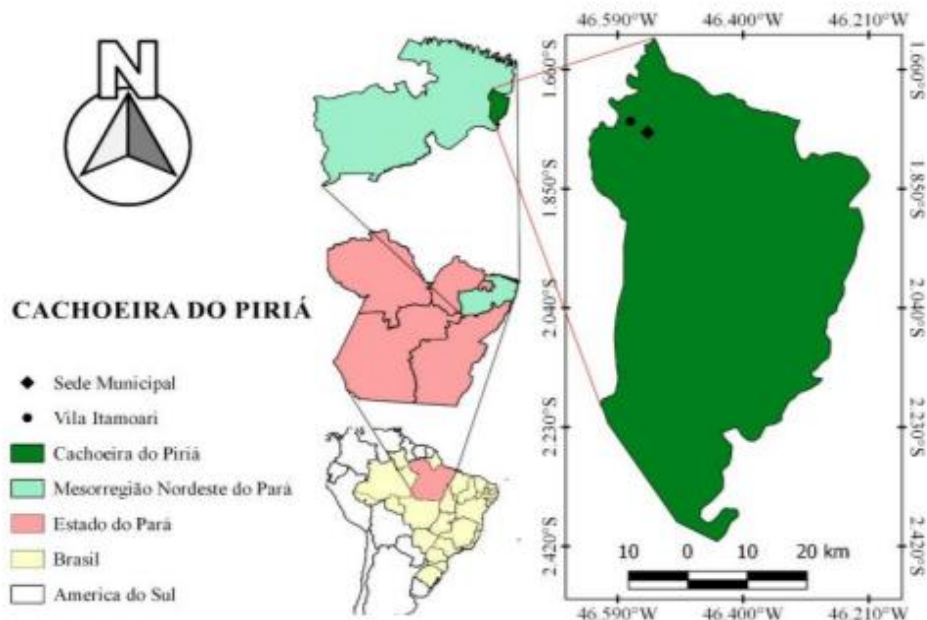 N
CACHOEIRA DO PIRIÁ
Sede Municipal
Vila Itamoari
Cachoeira do Piriá
Mesorregião Nordeste do Pará
Estado do Pará
Brasil
America do Sul
46.590°W 46.400°W 46.210°W
1.660°S 1.660°S
1.850°S 1.850°S
2.040°S 2.040°S
2.230°S 2.230°S
2.420°S 2.420°S
10 0 10 20 km
46.590°W 46.400°W 46.210°W